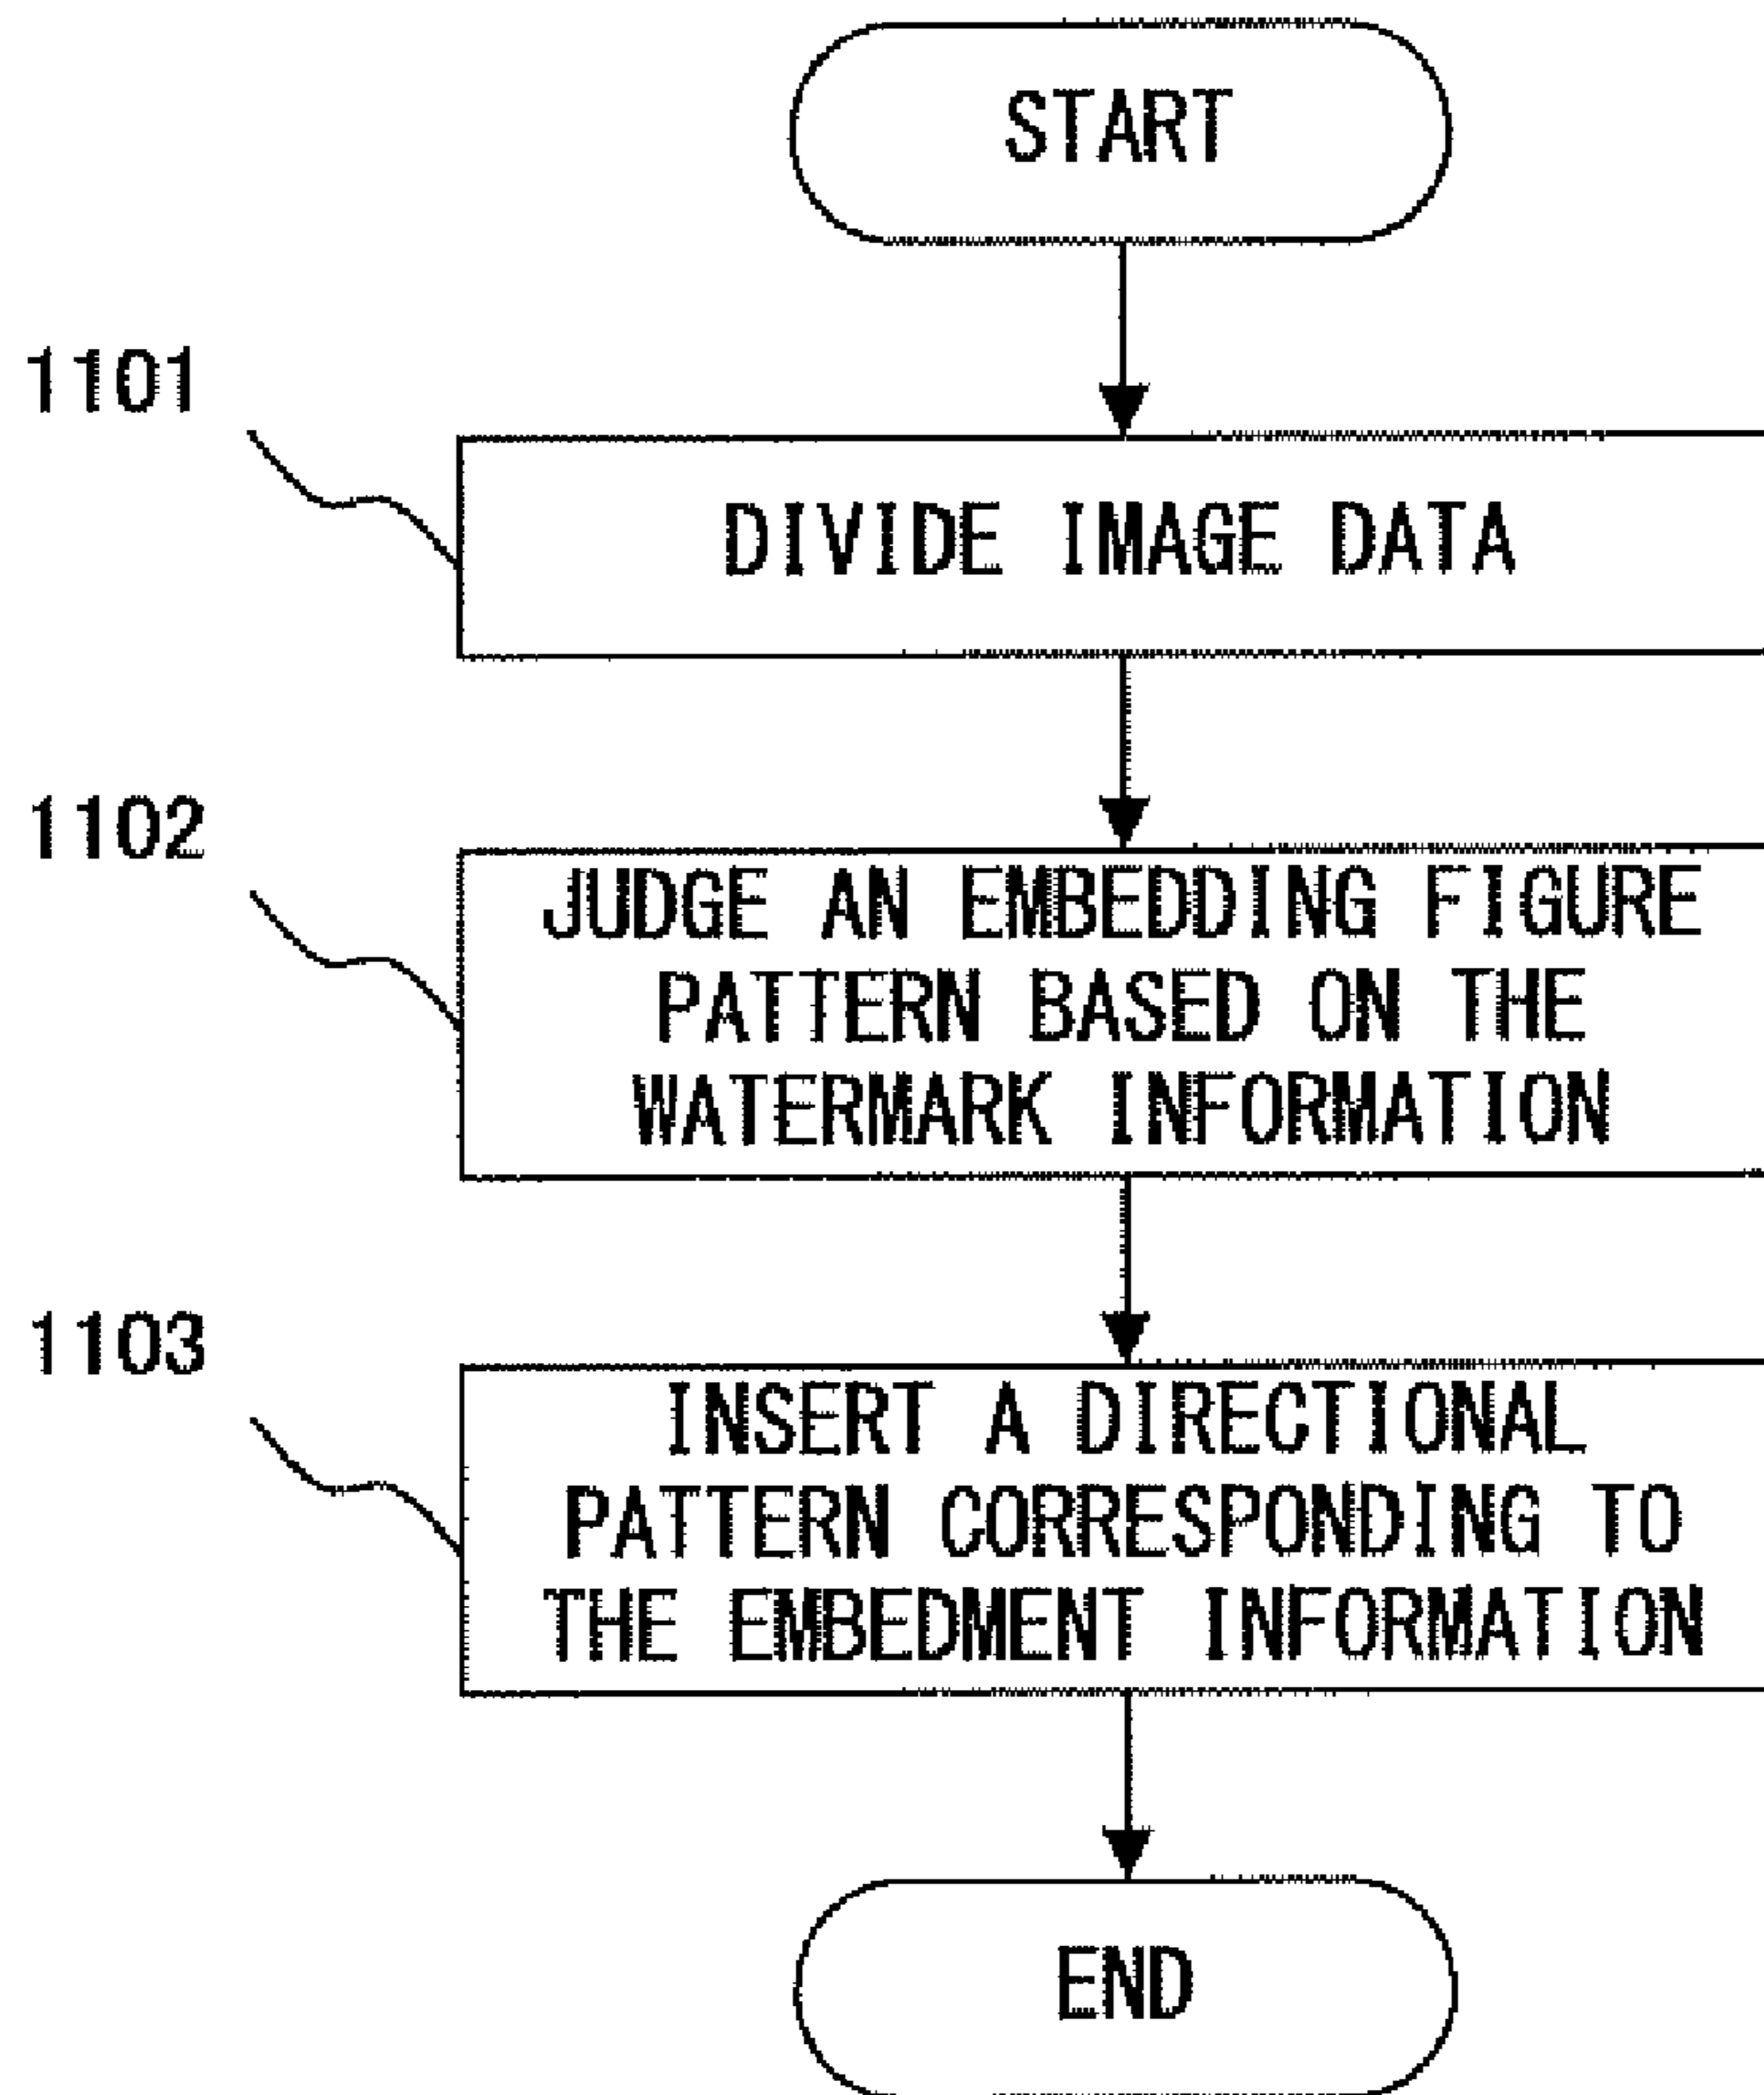 START
1101
DIVIDE IMAGE DATA
1102
JUDGE AN EMBEDDING FIGURE
PATTERN BASED ON THE
WATERMARK INFORMATION
1103
INSERT A DIRECTIONAL
PATTERN CORRESPONDING TO
THE EMBEDMENT INFORMATION
END